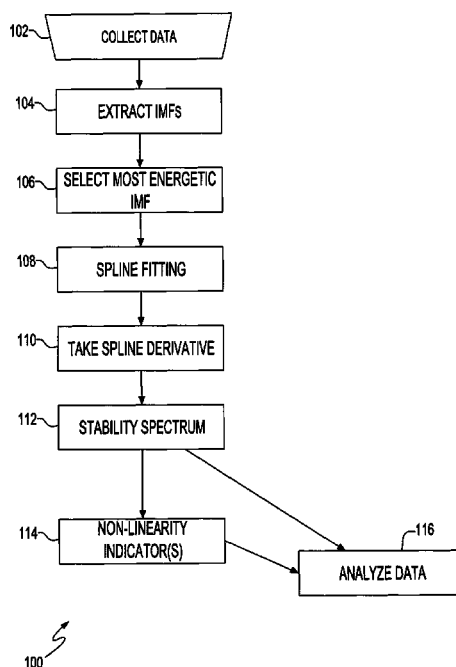 102
COLLECT DATA
104
EXTRACT IMFs
106
SELECT MOST ENERGETIC
IMF
108
SPLINE FITTING
110
TAKE SPLINE DERIVATIVE
112
STABILITY SPECTRUM
114
NON-LINEARITY
INDICATOR(S)
116
ANALYZE DATA
100